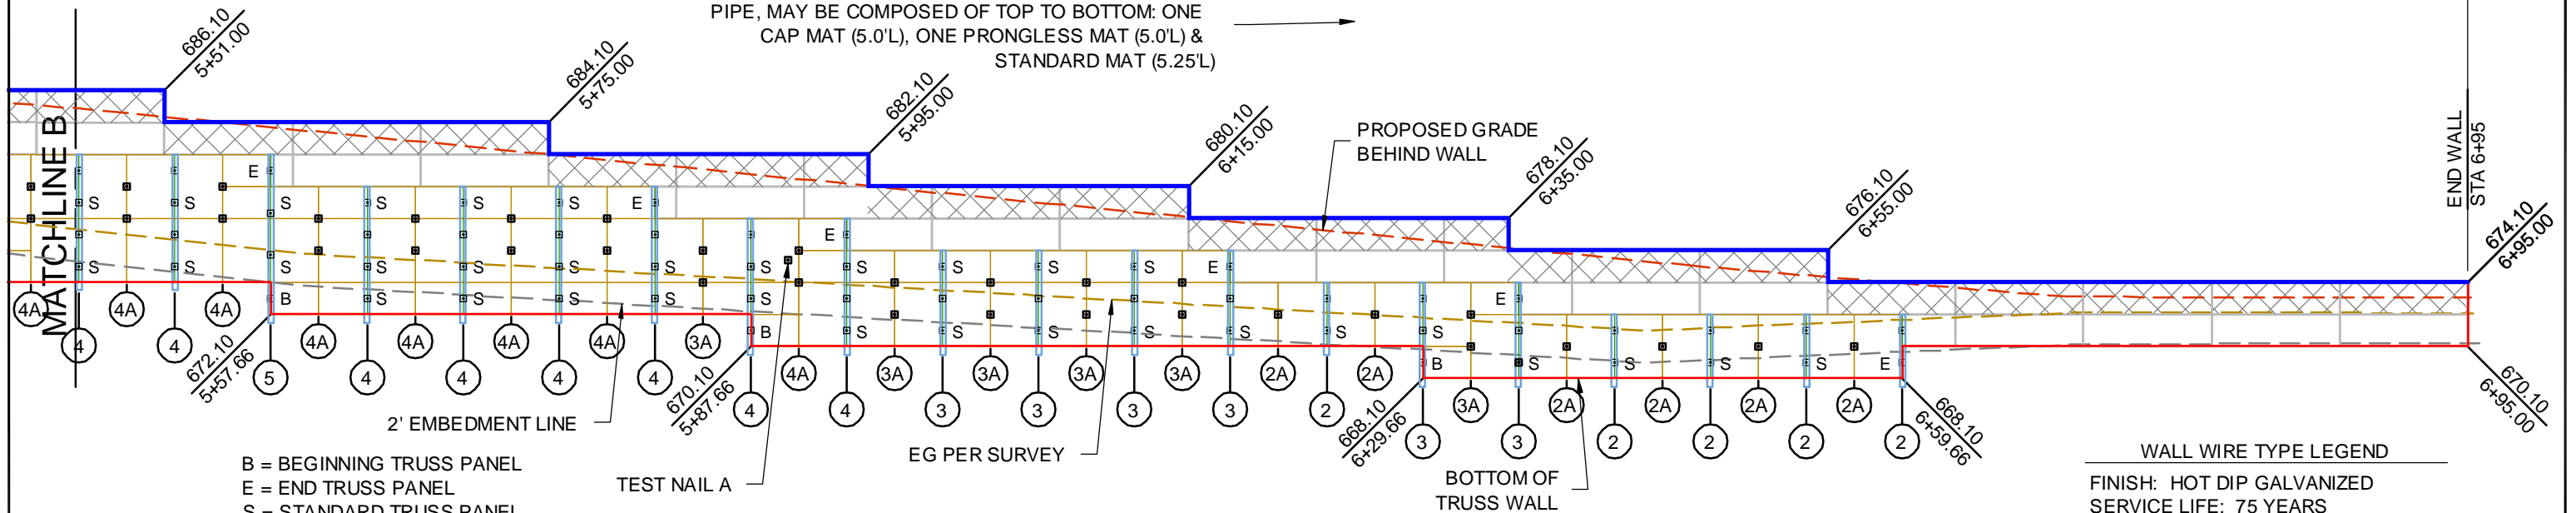 PIPE, MAY BE COMPOSED OF TOP TO BOTTOM: ONE
CAP MAT (5.0'L), ONE PRONGLESS MAT (5.0'L) &
STANDARD MAT (5.25'L)
686.10
5+51.00
684.10
5+75.00
682.10
5+95.00
680.10
6+15.00
PROPOSED GRADE
BEHIND WALL
678.10
6+35.00
676.10
6+55.00
END WALL
STA 6+95
674.10
6+95.00
MATCHLINE B
E
S S S S S S E
E
S S S S S S S S S S S E
B S S S S S S S S S S S S E
B S S S S S S S
B S S S S E
4A 4A 4A 4A 4A 4A 4A 3A 4A 3A 3A 3A 3A 2A 2A 3A 2A 2A 2A 2A
4 4 5 4 4 4 4 4 4 3 3 3 3 2 3 3 2 2 2 2
672.10
5+57.66
670.10
5+87.66
668.10
6+29.66
668.10
6+59.66
670.10
6+95.00
2' EMBEDMENT LINE
EG PER SURVEY
TEST NAIL A
BOTTOM OF
TRUSS WALL
B = BEGINNING TRUSS PANEL
E = END TRUSS PANEL
S = STANDARD TRUSS PANEL
WALL WIRE TYPE LEGEND
FINISH: HOT DIP GALVANIZED
SERVICE LIFE: 75 YEARS